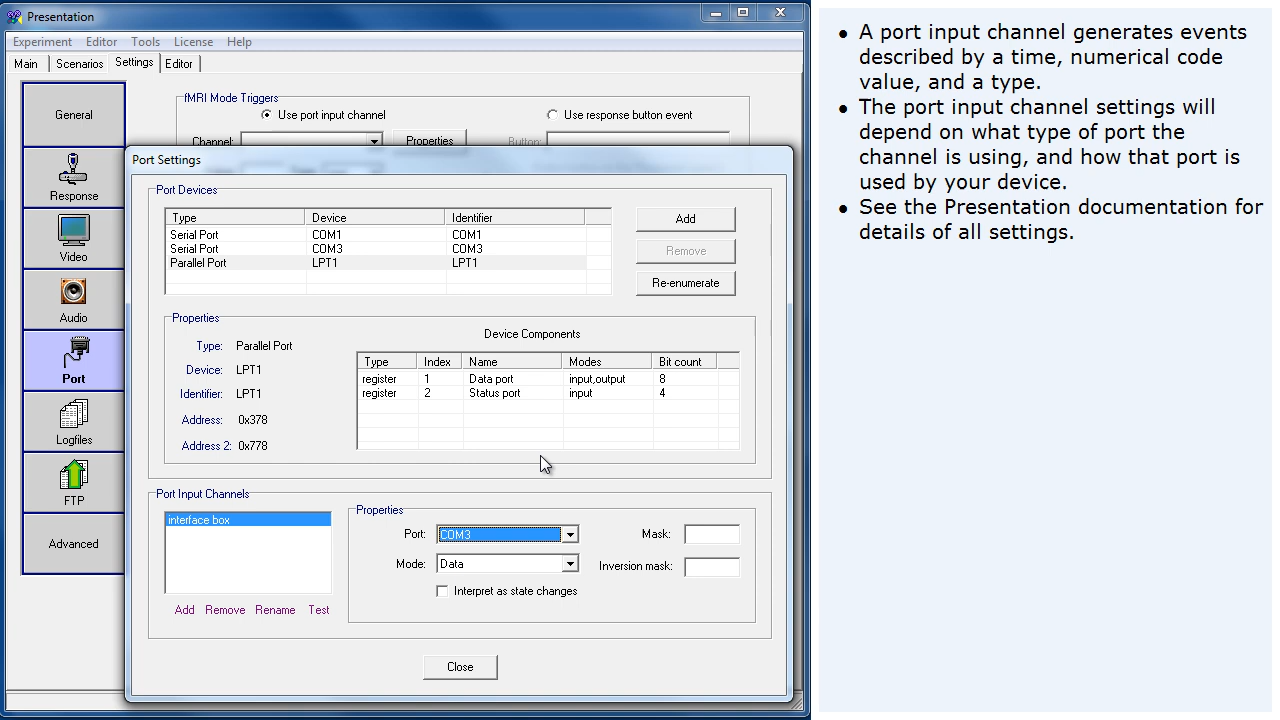 Presentation
Experiment Editor Tools License Help
Main Scenarios Settings Editor
General
Response
Video
Audio
Port
Logfiles
FTP
Advanced
fMRI Mode Triggers
Use port input channel Use response button event
Channel: Properties Button:
Port Settings
Port Devices
Type Device Identifier
Serial Port COM1 COM1
Serial Port COM3 COM3
Parallel Port LPT1 LPT1
Add
Remove
Re-enumerate
Properties
Type: Parallel Port
Device: LPT1
Identifier: LPT1
Address: 0x378
Address 2: 0x778
Device Components
Type Index Name Modes Bit count
register 1 Data port input,output 8
register 2 Status port input 4
Port Input Channels
interface box
Add Remove Rename Test
Properties
Port: COM3 Mask:
Mode: Data Inversion mask:
Interpret as state changes
Close
• A port input channel generates events
described by a time, numerical code
value, and a type.
• The port input channel settings will
depend on what type of port the
channel is using, and how that port is
used by your device.
• See the Presentation documentation for
details of all settings.